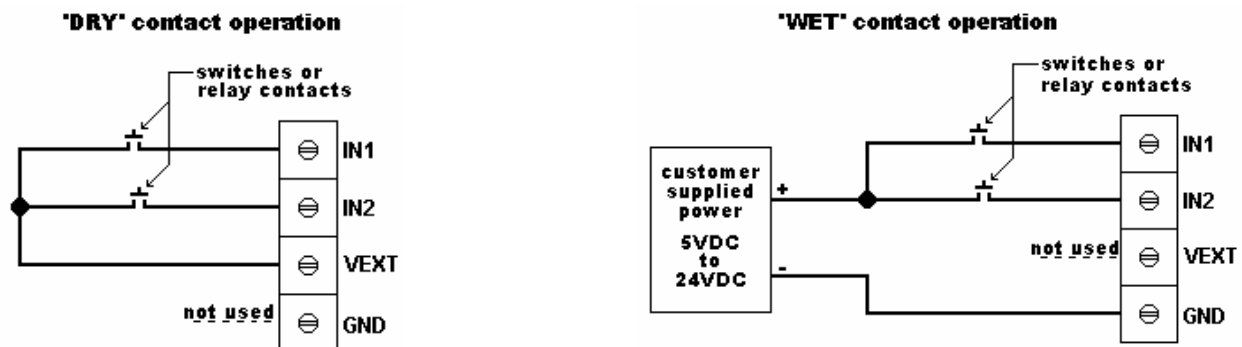 "DRY" contact operation
switches or
relay contacts
IN1
IN2
VEXT
not used
GND
"WET" contact operation
switches or
relay contacts
customer
supplied
power
5VDC
to
24VDC
+
-
IN1
IN2
not used
VEXT
GND